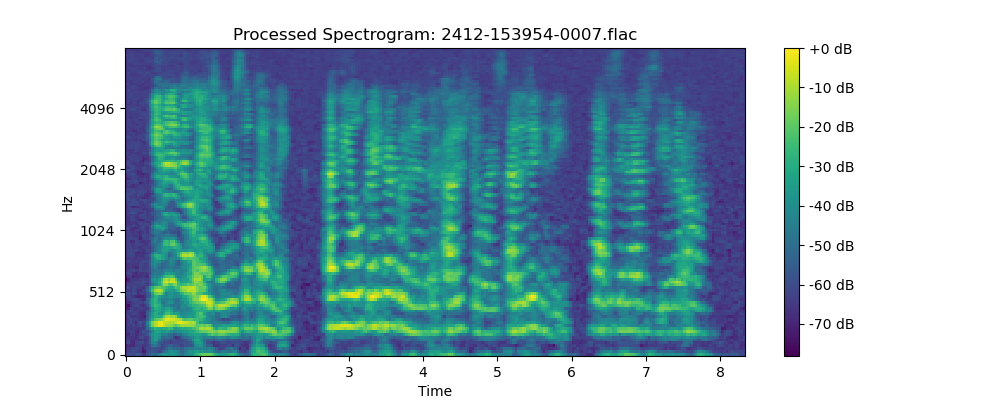 Processed Spectrogram: 2412-153954-0007.flac
+0 dB
4096
-10 dB
-20 dB
2048
-30 dB
Hz
1024
-40 dB
-50 dB
512
-60 dB
-70 dB
0
0 1 2 3 4 5 6 7 8
Time